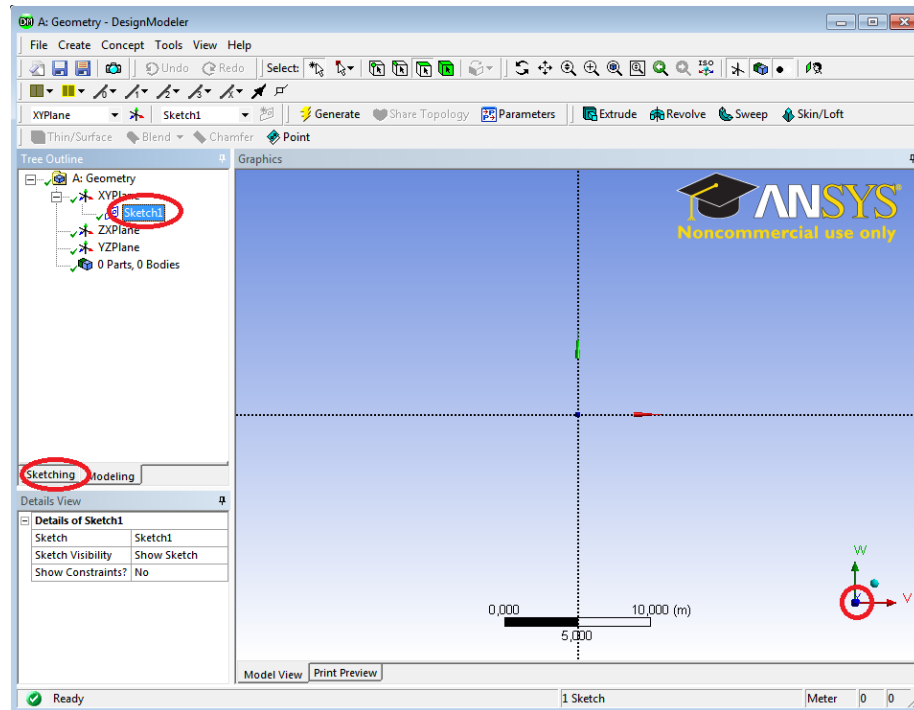 A: Geometry - DesignModeler
File Create Concept Tools View Help
Undo Redo Select:
XYPlane Sketch1 Generate Share Topology Parameters Extrude Revolve Sweep Skin/Loft
Thin/Surface Blend Chamfer Point
Tree Outline
Graphics
A: Geometry
XYPlane
Sketch1
ZXPlane
YZPlane
0 Parts, 0 Bodies
ANSYS
Noncommercial use only
Sketching Modeling
Details View
Details of Sketch1
Sketch Sketch1
Sketch Visibility Show Sketch
Show Constraints? No
W
V
0,000 10,000 (m)
5,000
Model View Print Preview
Ready 1 Sketch Meter 0 0